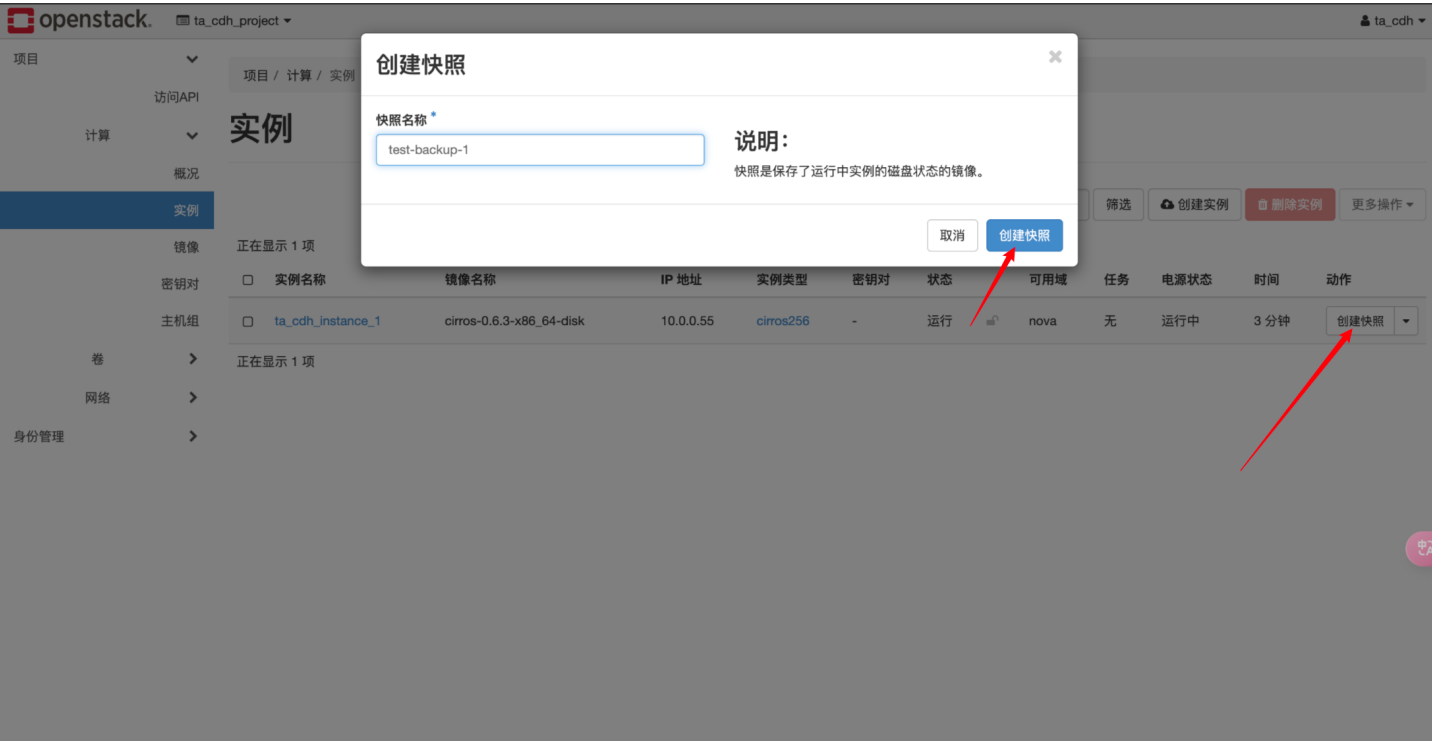 openstack. ta_cdh_project ta_cdh
项目
访问API
计算
概况
实例
镜像
密钥对
主机组
卷
网络
身份管理
项目 / 计算 / 实例
实例
创建快照 ×
快照名称 *
test-backup-1
说明：
快照是保存了运行中实例的磁盘状态的镜像。
取消 创建快照
筛选 创建实例 删除实例 更多操作
正在显示 1 项
实例名称 镜像名称 IP 地址 实例类型 密钥对 状态 可用域 任务 电源状态 时间 动作
ta_cdh_instance_1 cirros-0.6.3-x86_64-disk 10.0.0.55 cirros256 - 运行 nova 无 运行中 3 分钟 创建快照
正在显示 1 项